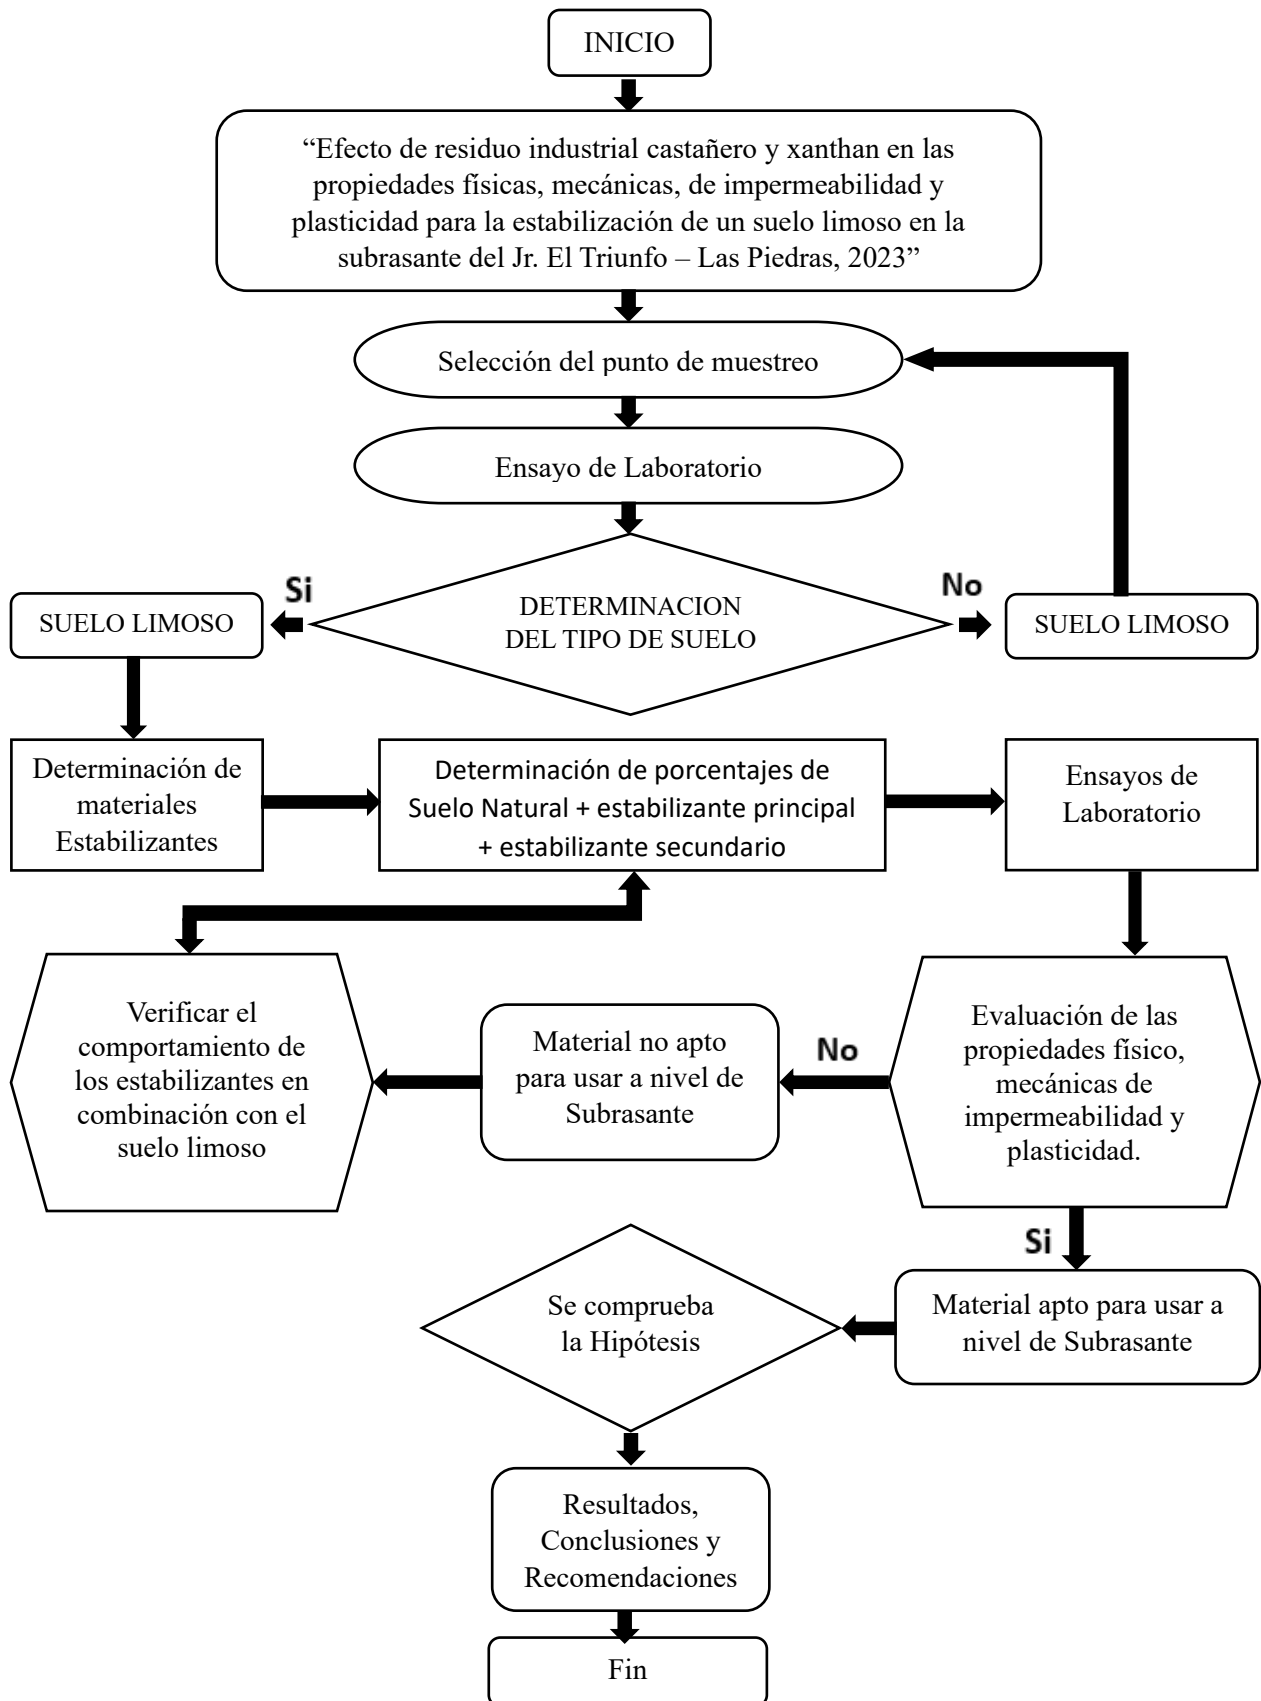 INICIO
“Efecto de residuo industrial castañero y xanthan en las
propiedades físicas, mecánicas, de impermeabilidad y
plasticidad para la estabilización de un suelo limoso en la
subrasante del Jr. El Triunfo – Las Piedras, 2023”
Selección del punto de muestreo
Ensayo de Laboratorio
DETERMINACION
DEL TIPO DE SUELO
Si
No
SUELO LIMOSO
SUELO LIMOSO
Determinación de
materiales
Estabilizantes
Determinación de porcentajes de
Suelo Natural + estabilizante principal
+ estabilizante secundario
Ensayos de
Laboratorio
Evaluación de las
propiedades físico,
mecánicas de
impermeabilidad y
plasticidad.
No
Material no apto
para usar a nivel de
Subrasante
Verificar el
comportamiento de
los estabilizantes en
combinación con el
suelo limoso
Si
Material apto para usar a
nivel de Subrasante
Se comprueba
la Hipótesis
Resultados,
Conclusiones y
Recomendaciones
Fin